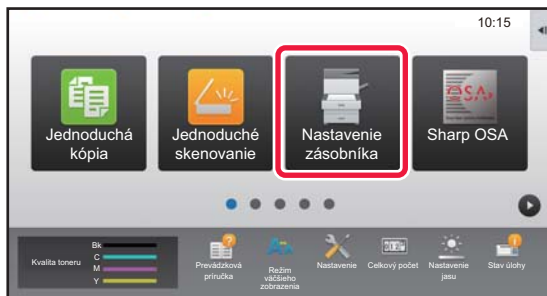 10:15
Jednoduchá
kópia
Jednoduché
skenovanie
Nastavenie
zásobníka
Sharp OSA
Kvalita toneru
Bk
C
M
Y
Prevádzková
príručka
Režim
väčšieho
zobrazenia
Nastavenie
Celkový počet
Nastavenie
jasu
Stav úlohy